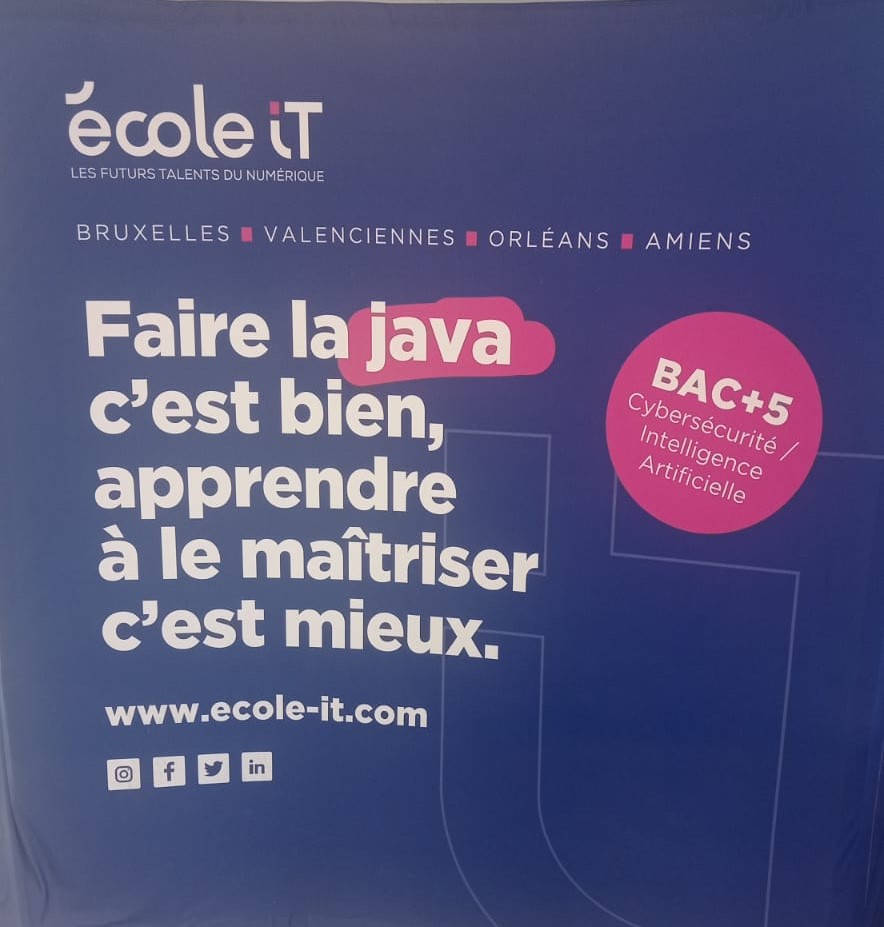 école iT
LES FUTURS TALENTS DU NUMÉRIQUE
BRUXELLES ■ VALENCIENNES ■ ORLÉANS ■ AMIENS
Faire la java
c'est bien,
apprendre
à le maîtriser
c'est mieux.
BAC+5
Cybersécurité /
Intelligence
Artificielle
www.ecole-it.com